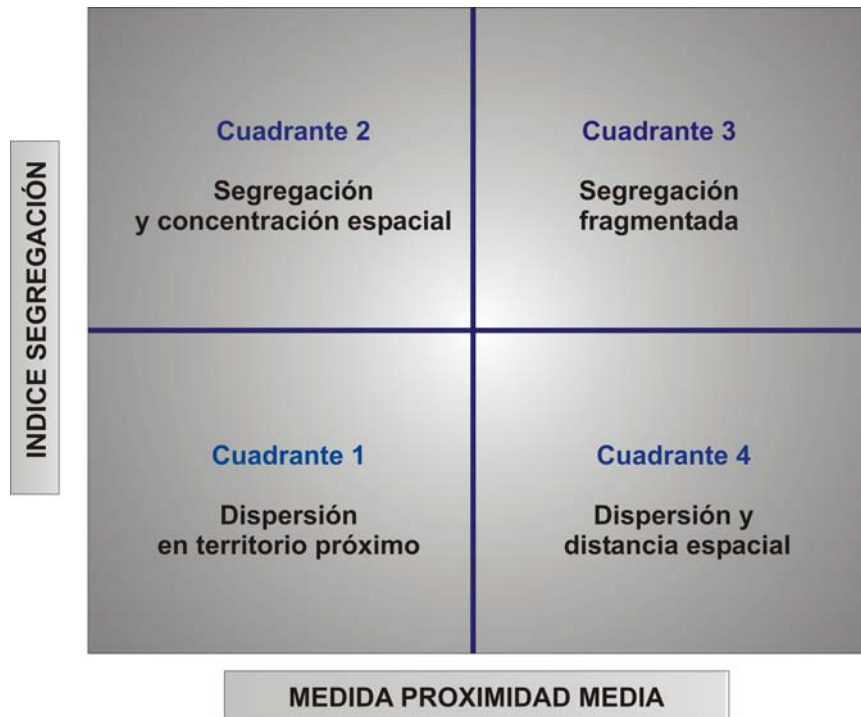 INDICE SEGREGACIÓN
Cuadrante 2
Segregación
y concentración espacial
Cuadrante 3
Segregación
fragmentada
Cuadrante 1
Dispersión
en territorio próximo
Cuadrante 4
Dispersión y
distancia espacial
MEDIDA PROXIMIDAD MEDIA